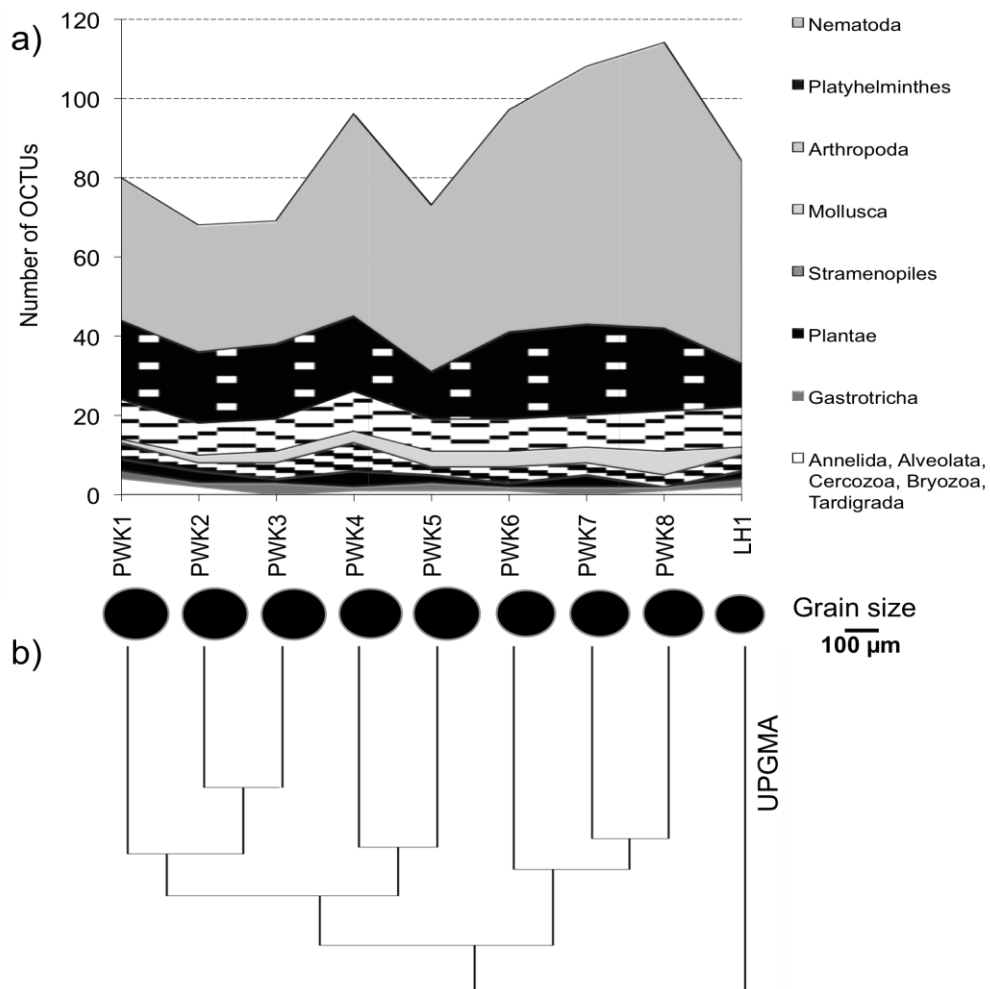 a)
Number of OCTUs
120
100
80
60
40
20
0
PWK1
PWK2
PWK3
PWK4
PWK5
PWK6
PWK7
PWK8
LH1
Nematoda
Platyhelminthes
Arthropoda
Mollusca
Stramenopiles
Plantae
Gastrotricha
Annelida, Alveolata,
Cercozoa, Bryozoa,
Tardigrada
Grain size
100 µm
b)
UPGMA